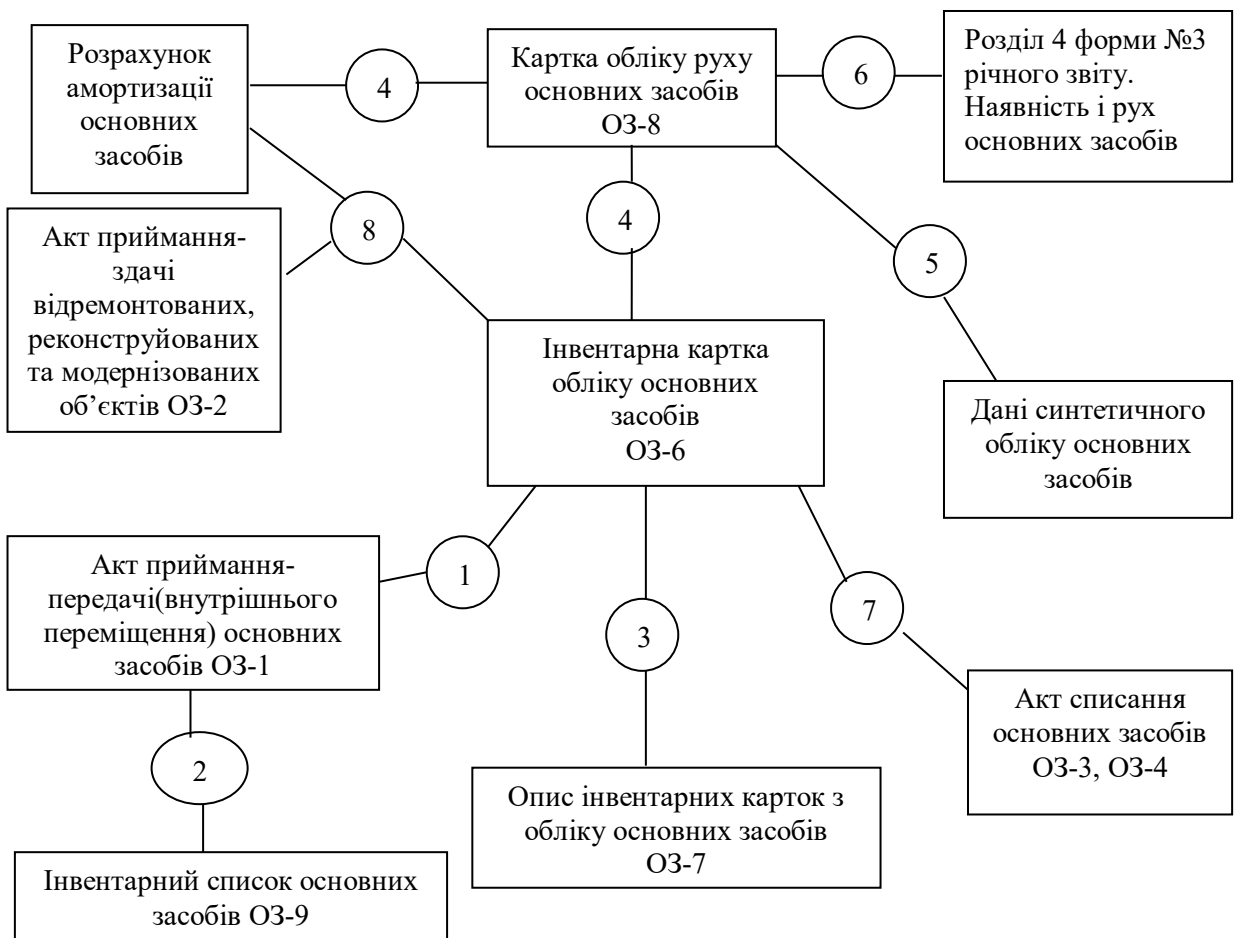 Розрахунок
амортизації
основних
засобів
4
Картка обліку руху
основних засобів
ОЗ-8
6
Розділ 4 форми №3
річного звіту.
Наявність і рух
основних засобів
Акт приймання-
здачі
відремонтованих,
реконструйованих
та модернізованих
об’єктів ОЗ-2
8
4
5
Інвентарна картка
обліку основних
засобів
ОЗ-6
Дані синтетичного
обліку основних
засобів
Акт приймання-
передачі(внутрішнього
переміщення) основних
засобів ОЗ-1
1
3
7
2
Опис інвентарних карток з
обліку основних засобів
ОЗ-7
Акт списання
основних засобів
ОЗ-3, ОЗ-4
Інвентарний список основних
засобів ОЗ-9